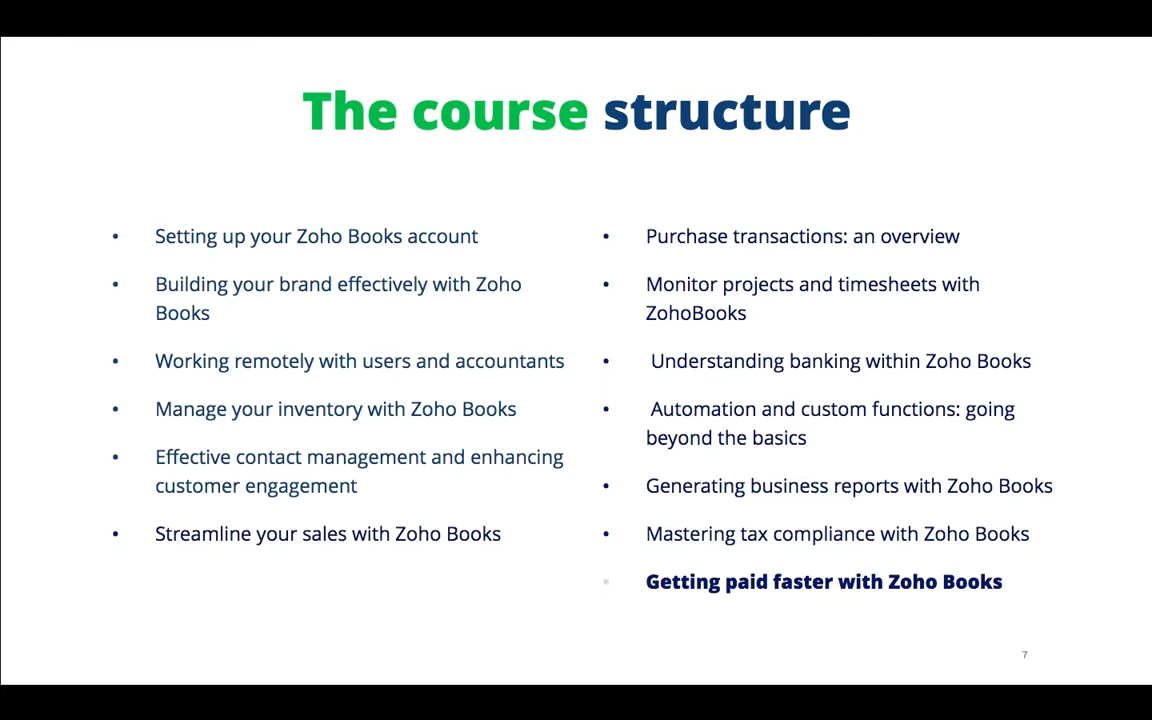 The course structure
Setting up your Zoho Books account
Building your brand effectively with Zoho
Books
Working remotely with users and accountants
Manage your inventory with Zoho Books
Effective contact management and enhancing
customer engagement
Streamline your sales with Zoho Books
Purchase transactions: an overview
Monitor projects and timesheets with
ZohoBooks
Understanding banking within Zoho Books
Automation and custom functions: going
beyond the basics
Generating business reports with Zoho Books
Mastering tax compliance with Zoho Books
Getting paid faster with Zoho Books
7